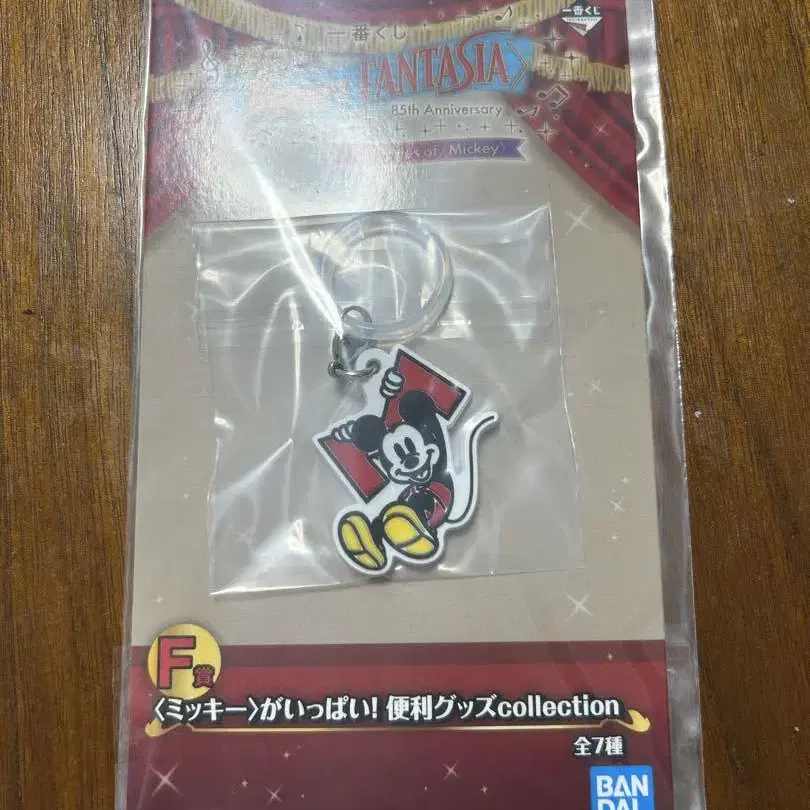 一番くじ
一番くじ
FANTASIA〉
85th Anniversary
of〈Mickey〉
F賞
〈ミッキー〉がいっぱい! 便利グッズcollection
全7種
BAN
DAI